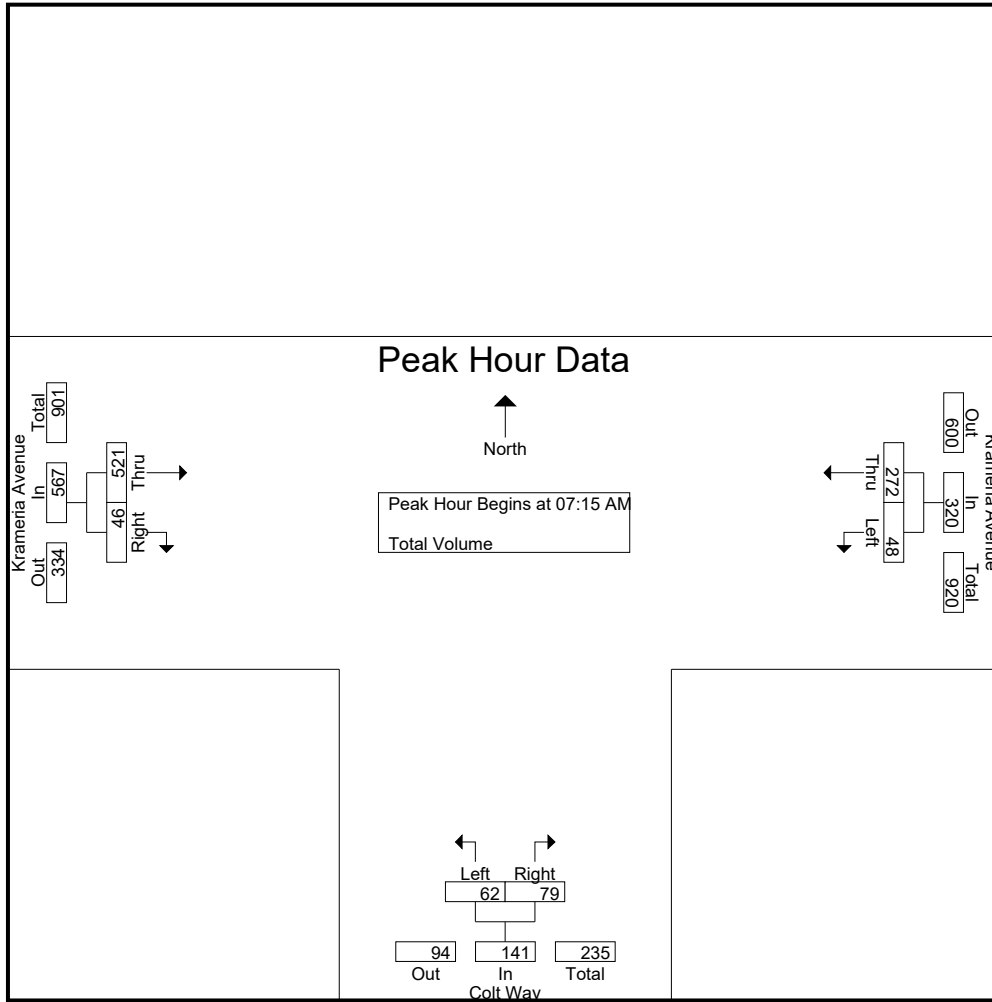 Peak Hour Data
North
Peak Hour Begins at 07:15 AM
Total Volume
Krameria Avenue
Total
901
In
567
Out
334
521
Thru
46
Right
Krameria Avenue
Out
600
In
320
Total
920
272
Thru
48
Left
Left
Right
62
79
94
141
235
Out
In
Total
Colt Way